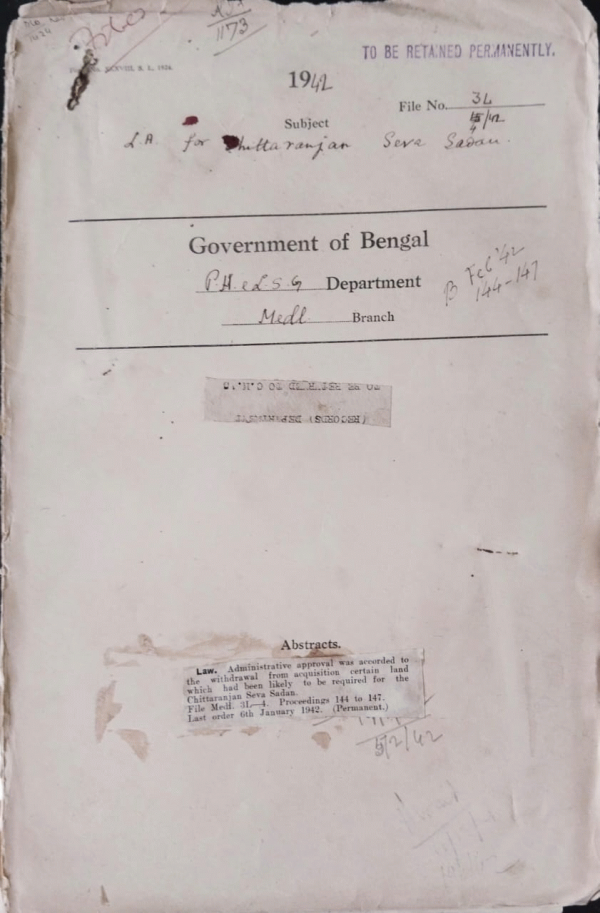 1173
TO BE RETAINED PERMANENTLY.
1942
File No. 3L
Subject
L.A for Chittaranjan Seva Sadan.
Government of Bengal
P.H. & L.S.G Department
Medl. Branch
B Feb '42
144-147
Abstracts.
Law. Administrative approval was accorded to
the withdrawal from acquisition certain land
which had been likely to be required for the
Chittaranjan Seva Sadan.
File Medl. 3L—4. Proceedings 144 to 147.
Last order 6th January 1942. (Permanent.)
5/2/42